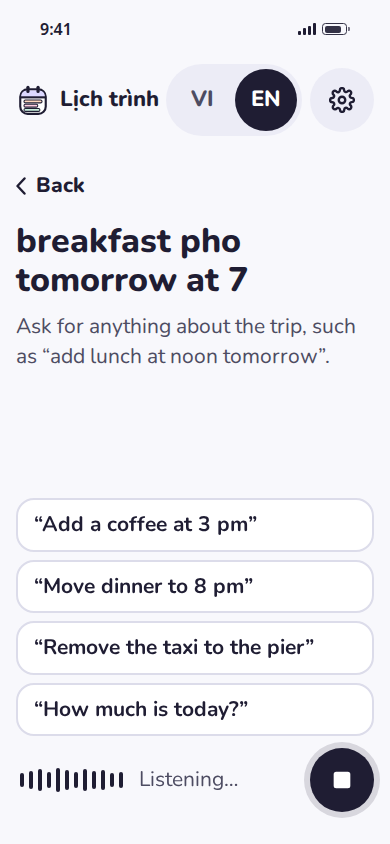 9:41
Lịch trình VI EN
Back
breakfast pho
tomorrow at 7
Ask for anything about the trip, such
as “add lunch at noon tomorrow”.
“Add a coffee at 3 pm”
“Move dinner to 8 pm”
“Remove the taxi to the pier”
“How much is today?”
Listening...